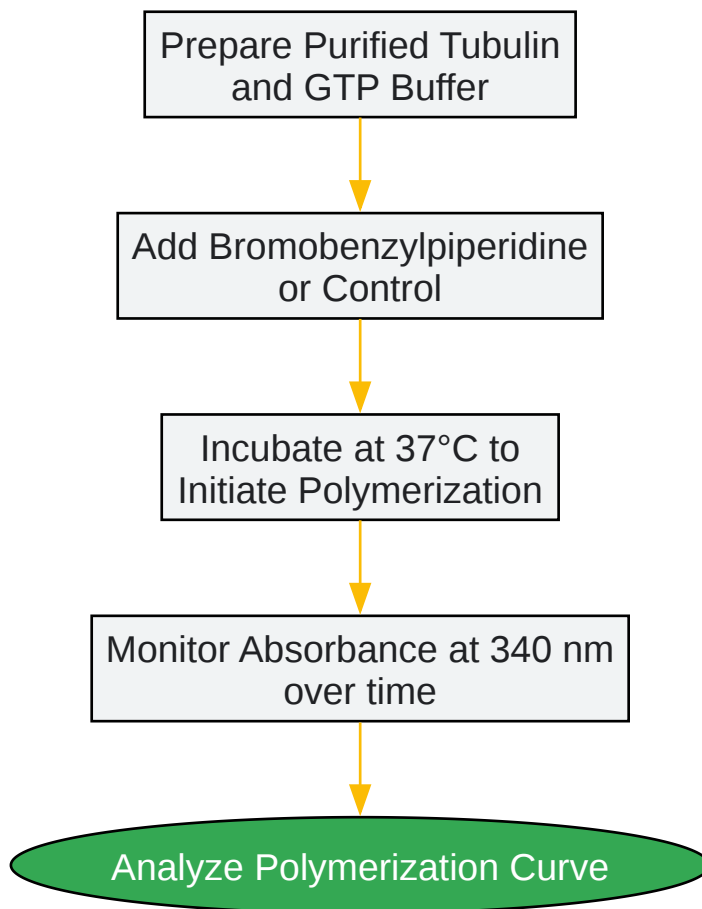 Prepare Purified Tubulin
and GTP Buffer
Add Bromobenzylpiperidine
or Control
Incubate at 37°C to
Initiate Polymerization
Monitor Absorbance at 340 nm
over time
Analyze Polymerization Curve